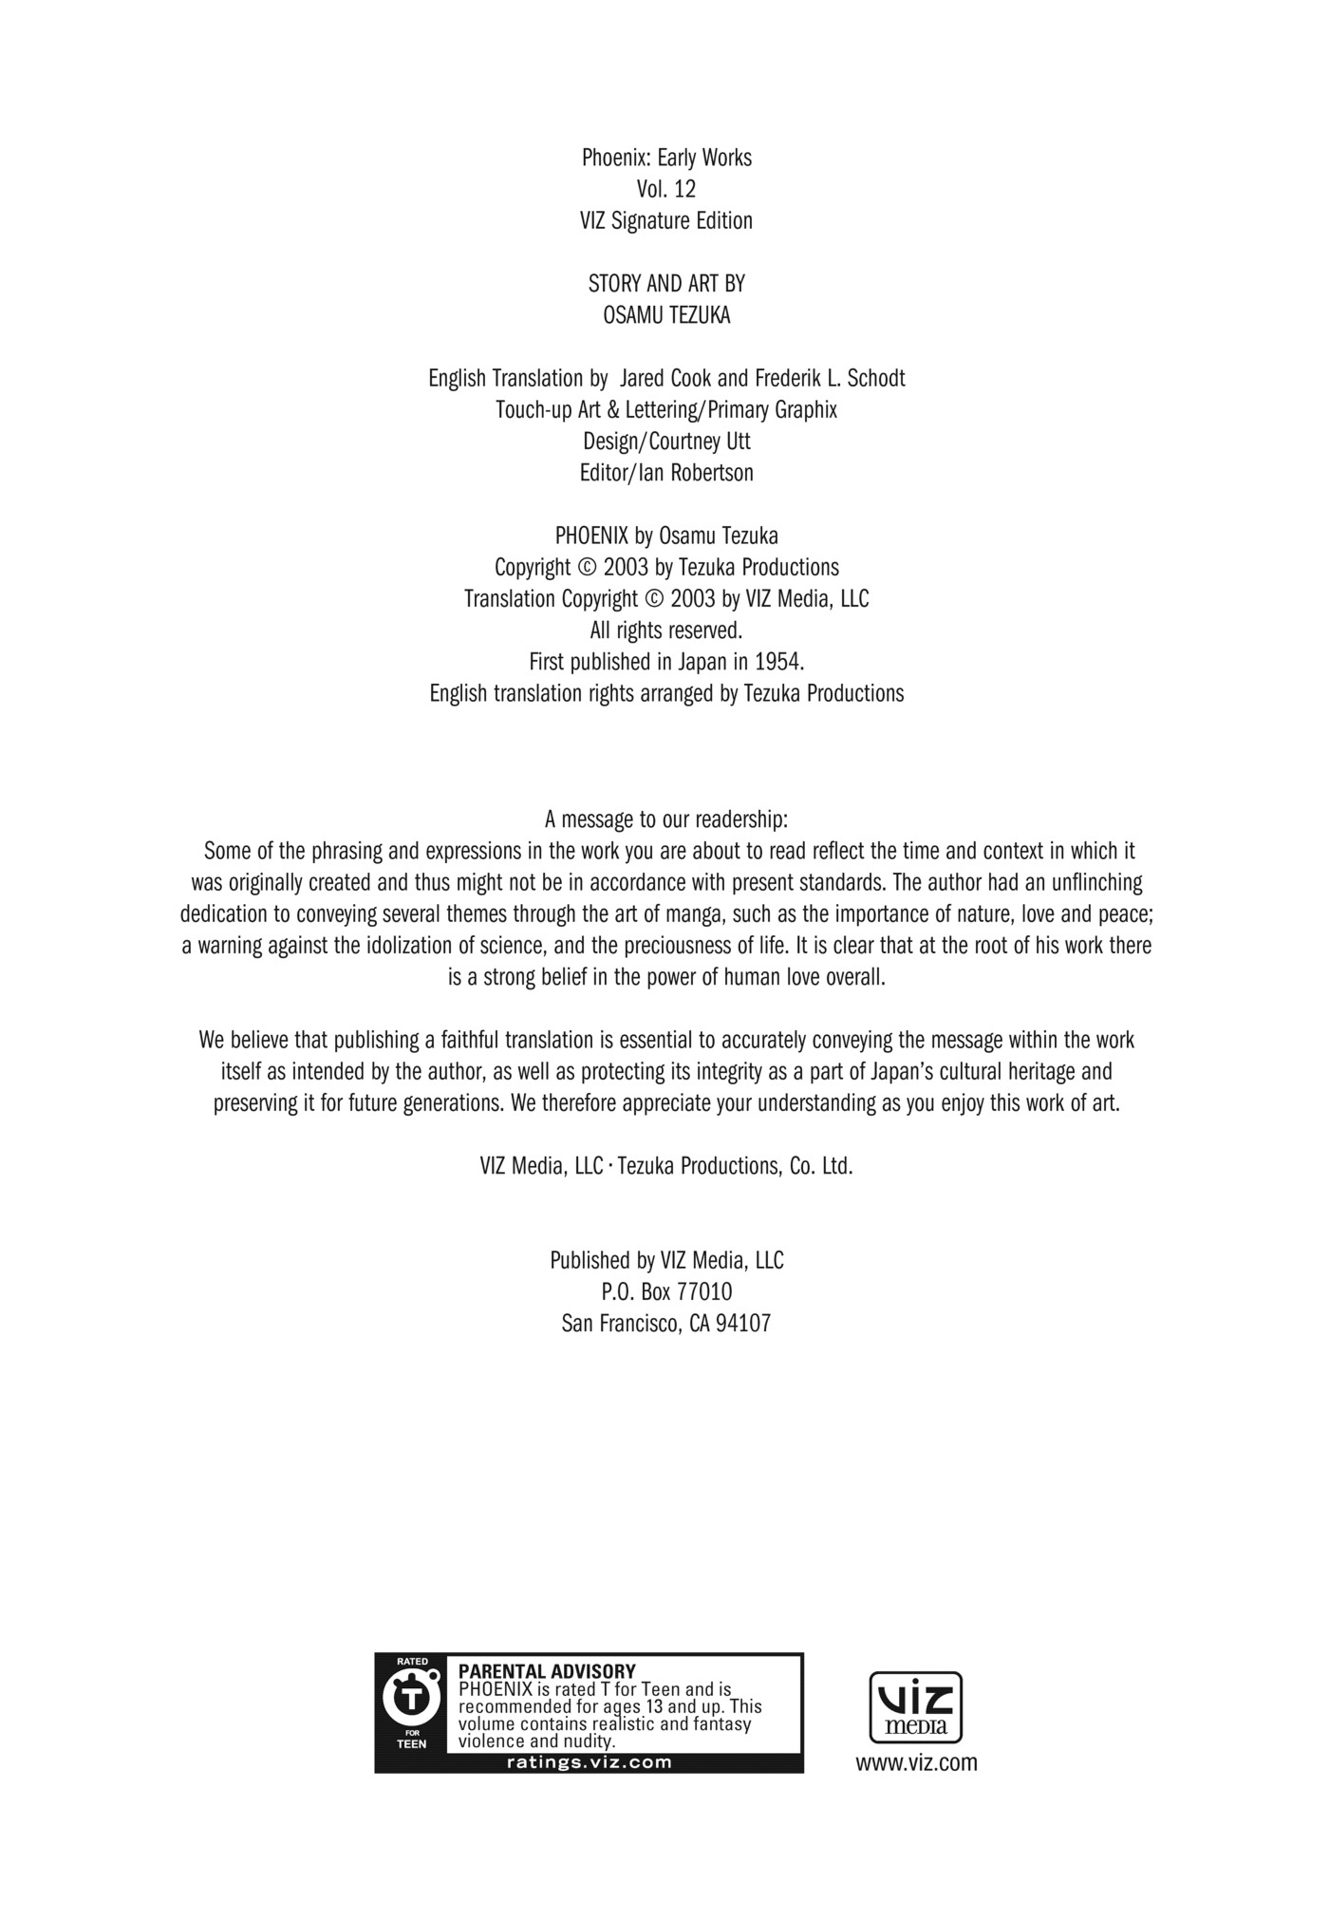 Phoenix: Early Works
Vol. 12
VIZ Signature Edition
STORY AND ART BY
OSAMU TEZUKA
English Translation by Jared Cook and Frederik L. Schodt
Touch-up Art & Lettering/Primary Graphix
Design/Courtney Utt
Editor/Ian Robertson
PHOENIX by Osamu Tezuka
Copyright © 2003 by Tezuka Productions
Translation Copyright © 2003 by VIZ Media, LLC
All rights reserved.
First published in Japan in 1954.
English translation rights arranged by Tezuka Productions
A message to our readership:
Some of the phrasing and expressions in the work you are about to read reflect the time and context in which it
was originally created and thus might not be in accordance with present standards. The author had an unflinching
dedication to conveying several themes through the art of manga, such as the importance of nature, love and peace;
a warning against the idolization of science, and the preciousness of life. It is clear that at the root of his work there
is a strong belief in the power of human love overall.
We believe that publishing a faithful translation is essential to accurately conveying the message within the work
itself as intended by the author, as well as protecting its integrity as a part of Japan's cultural heritage and
preserving it for future generations. We therefore appreciate your understanding as you enjoy this work of art.
VIZ Media, LLC · Tezuka Productions, Co. Ltd.
Published by VIZ Media, LLC
P.O. Box 77010
San Francisco, CA 94107
RATED
T
FOR
TEEN
PARENTAL ADVISORY
PHOENIX is rated T for Teen and is
recommended for ages 13 and up. This
volume contains realistic and fantasy
violence and nudity.
ratings.viz.com
viz
media
www.viz.com